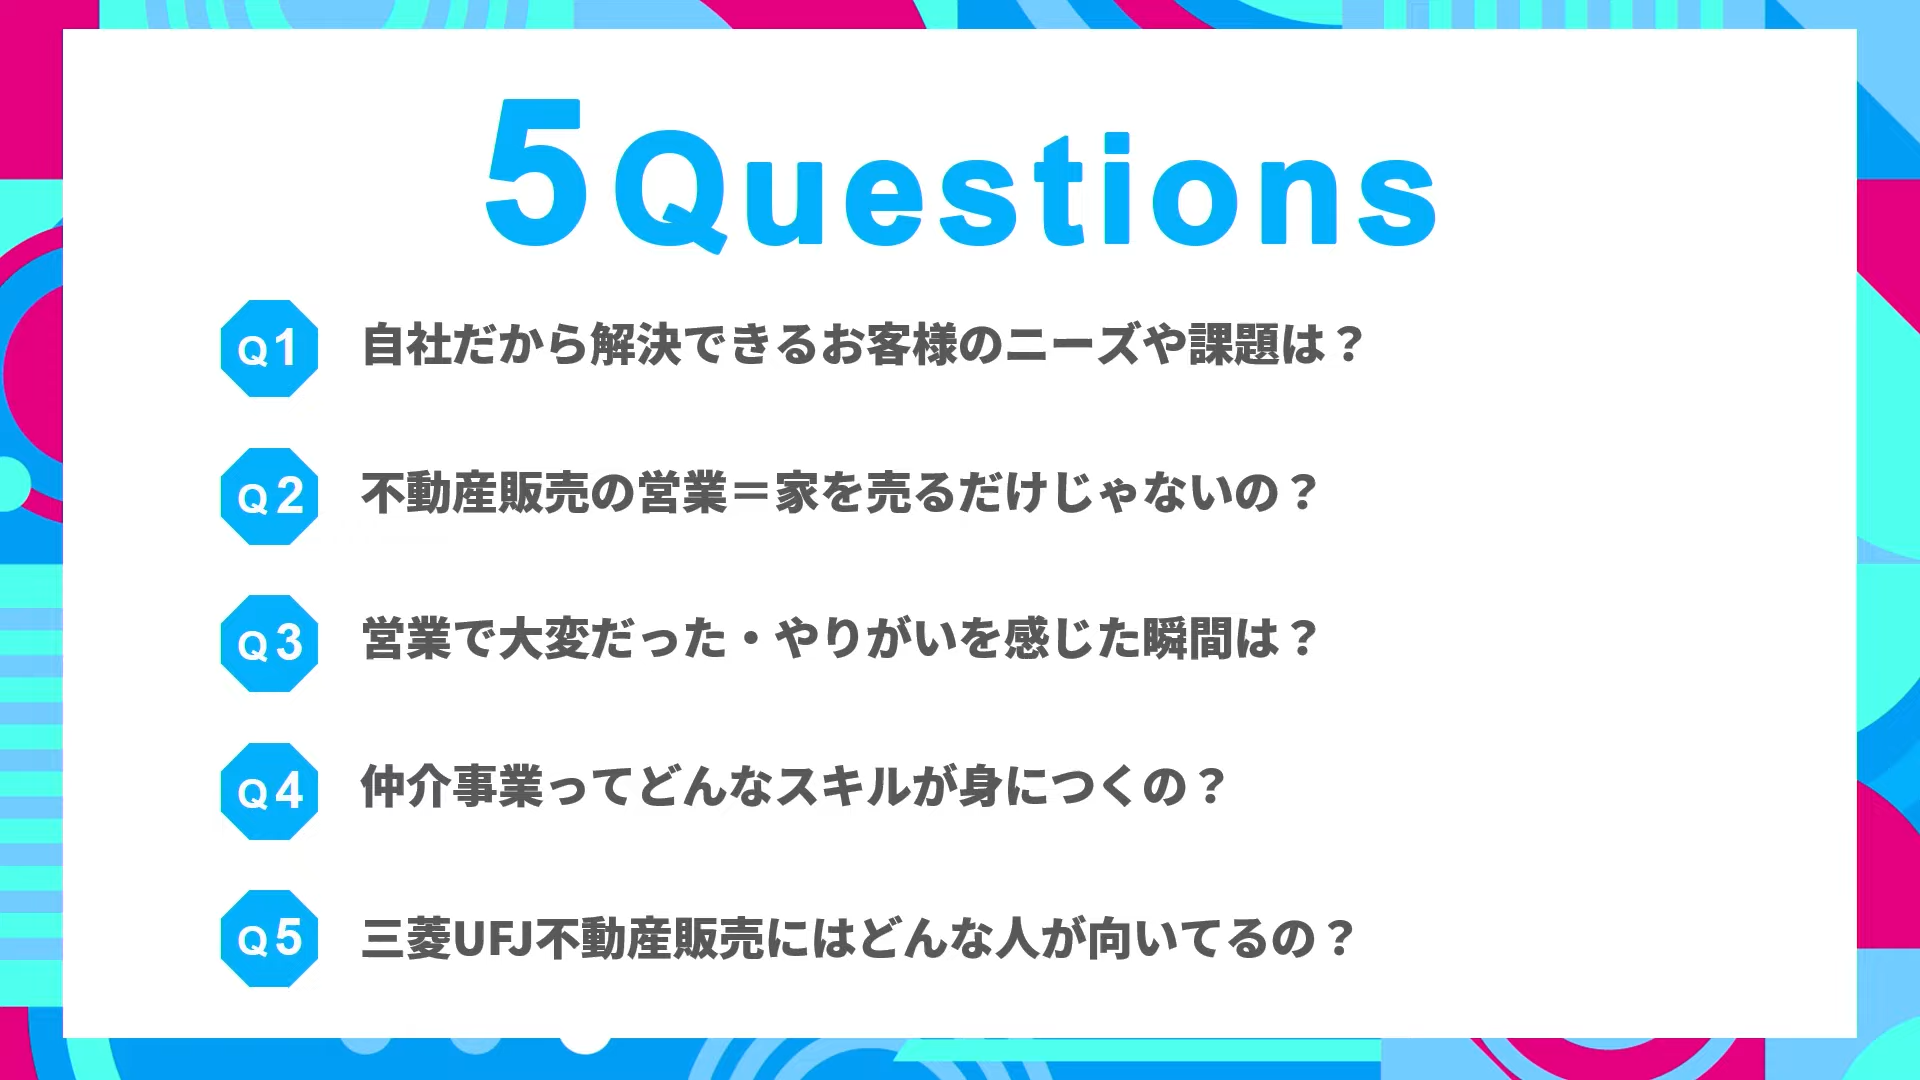 5Questions
Q1 自社だから解決できるお客様のニーズや課題は？
Q2 不動産販売の営業＝家を売るだけじゃないの？
Q3 営業で大変だった・やりがいを感じた瞬間は？
Q4 仲介事業ってどんなスキルが身につくの？
Q5 三菱UFJ不動産販売にはどんな人が向いてるの？